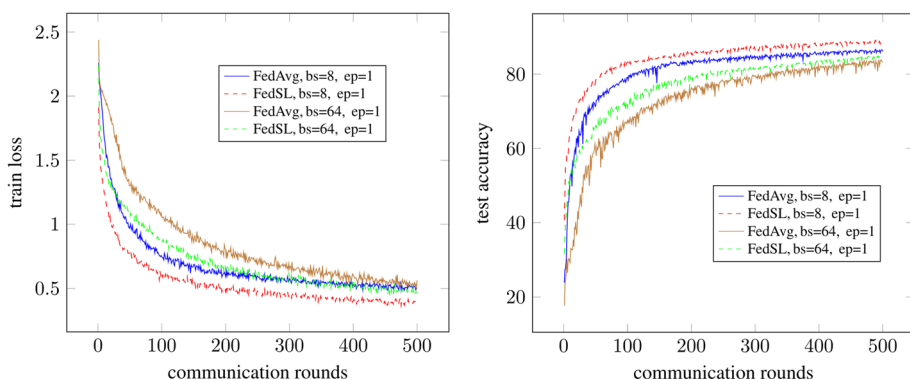 2.5
2
1.5
1
0.5
0
100
200
300
400
500
train loss
communication rounds
FedAvg, bs=8, ep=1
FedSL, bs=8, ep=1
FedAvg, bs=64, ep=1
FedSL, bs=64, ep=1
80
60
40
20
0
100
200
300
400
500
test accuracy
communication rounds
FedAvg, bs=8, ep=1
FedSL, bs=8, ep=1
FedAvg, bs=64, ep=1
FedSL, bs=64, ep=1